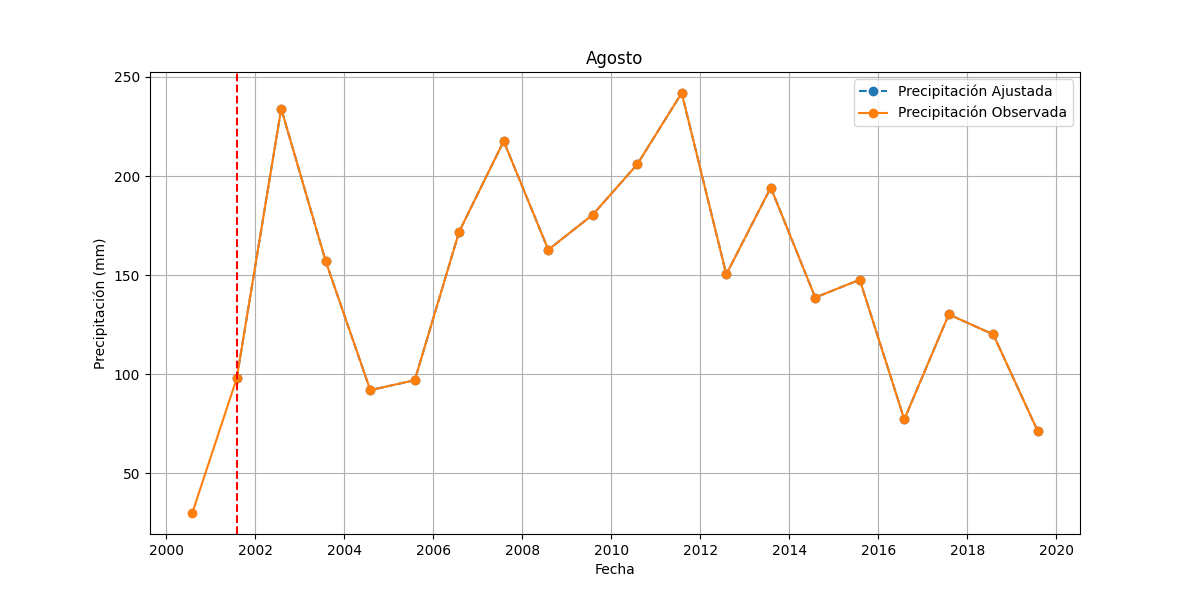 Agosto
Precipitación Ajustada
Precipitación Observada
250
200
150
100
50
Precipitación (mm)
2000 2002 2004 2006 2008 2010 2012 2014 2016 2018 2020
Fecha